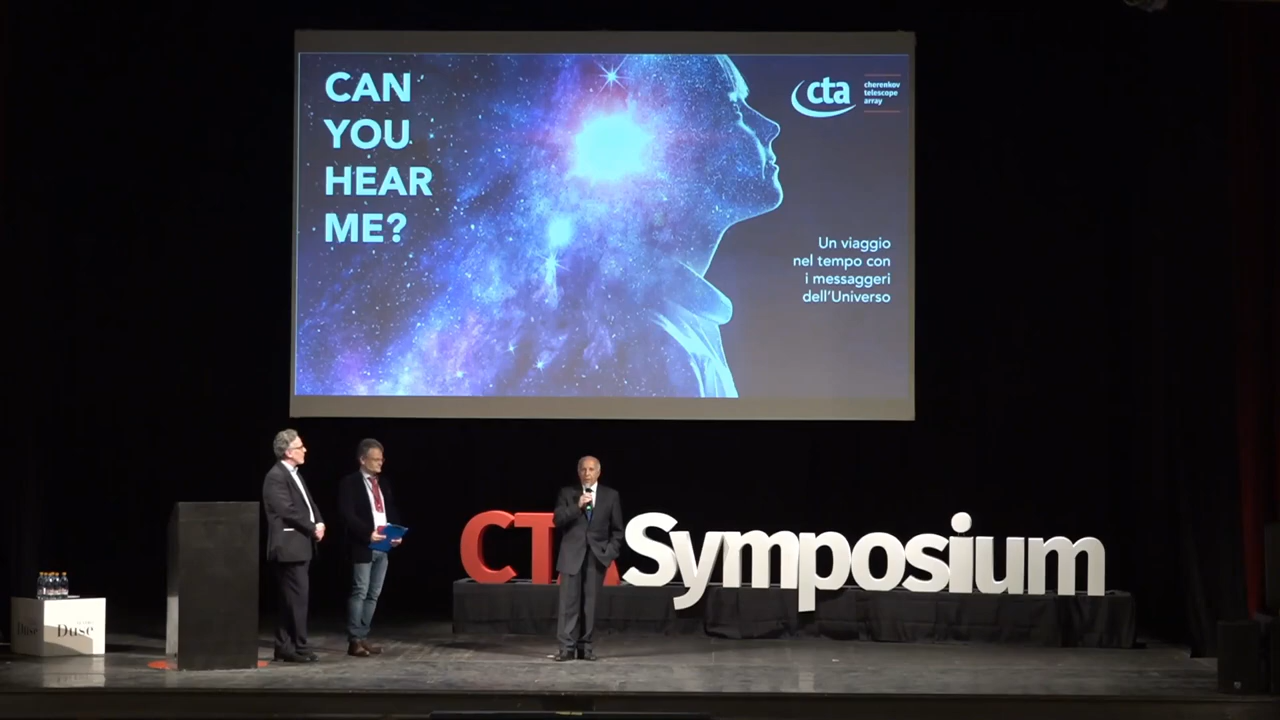 CAN
YOU
HEAR
ME?
cta
cherenkov
telescope
array
Un viaggio
nel tempo con
i messaggeri
dell'Universo
CTA Symposium
Duse
Duse